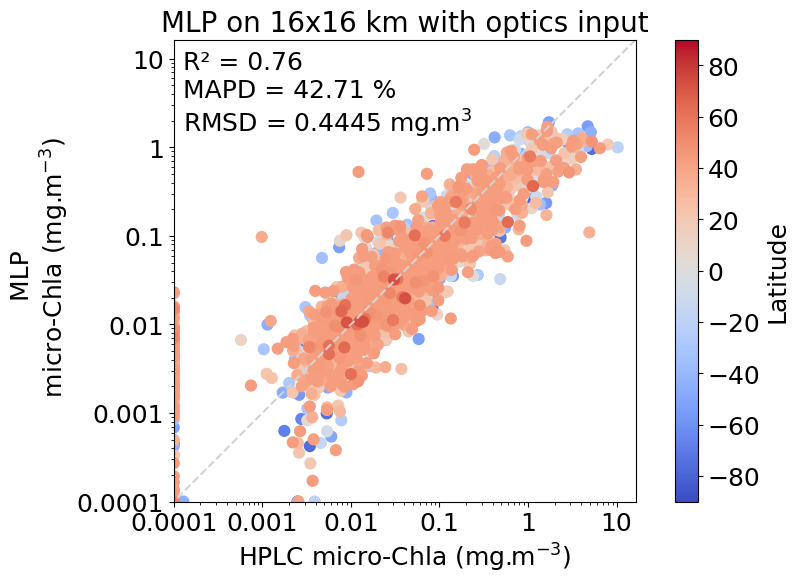 MLP on 16x16 km with optics input
R² = 0.76
MAPD = 42.71 %
RMSD = 0.4445 mg.m³
MLP
micro-Chla (mg.m⁻³)
10
1
0.1
0.01
0.001
0.0001
0.0001 0.001 0.01 0.1 1 10
HPLC micro-Chla (mg.m⁻³)
80
60
40
20
0
−20
−40
−60
−80
Latitude